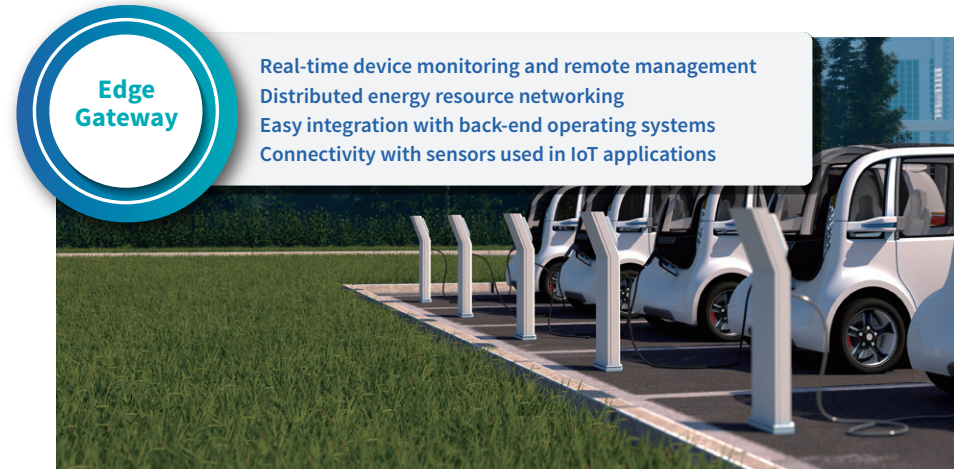 Edge
Gateway
Real-time device monitoring and remote management
Distributed energy resource networking
Easy integration with back-end operating systems
Connectivity with sensors used in IoT applications